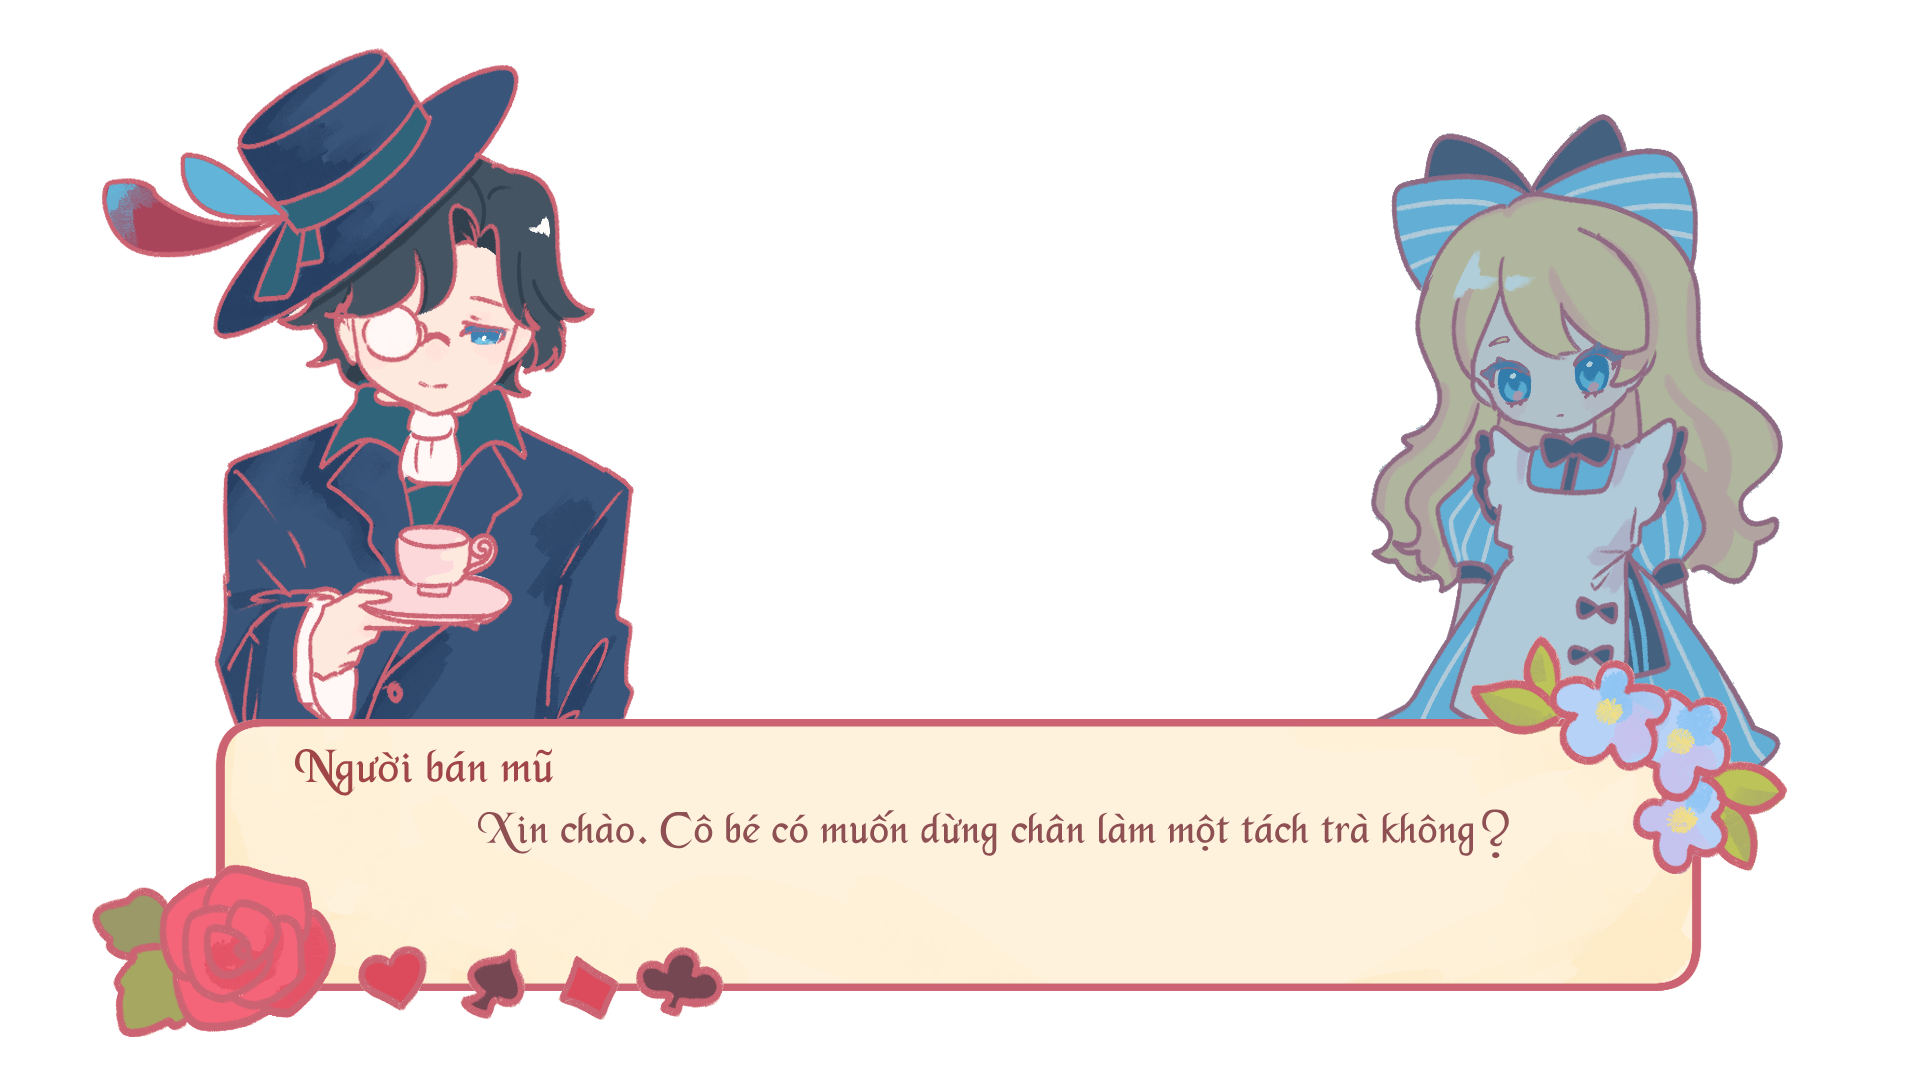 Người bán mũ
Xin chào. Cô bé có muốn dừng chân làm một tách trà không?